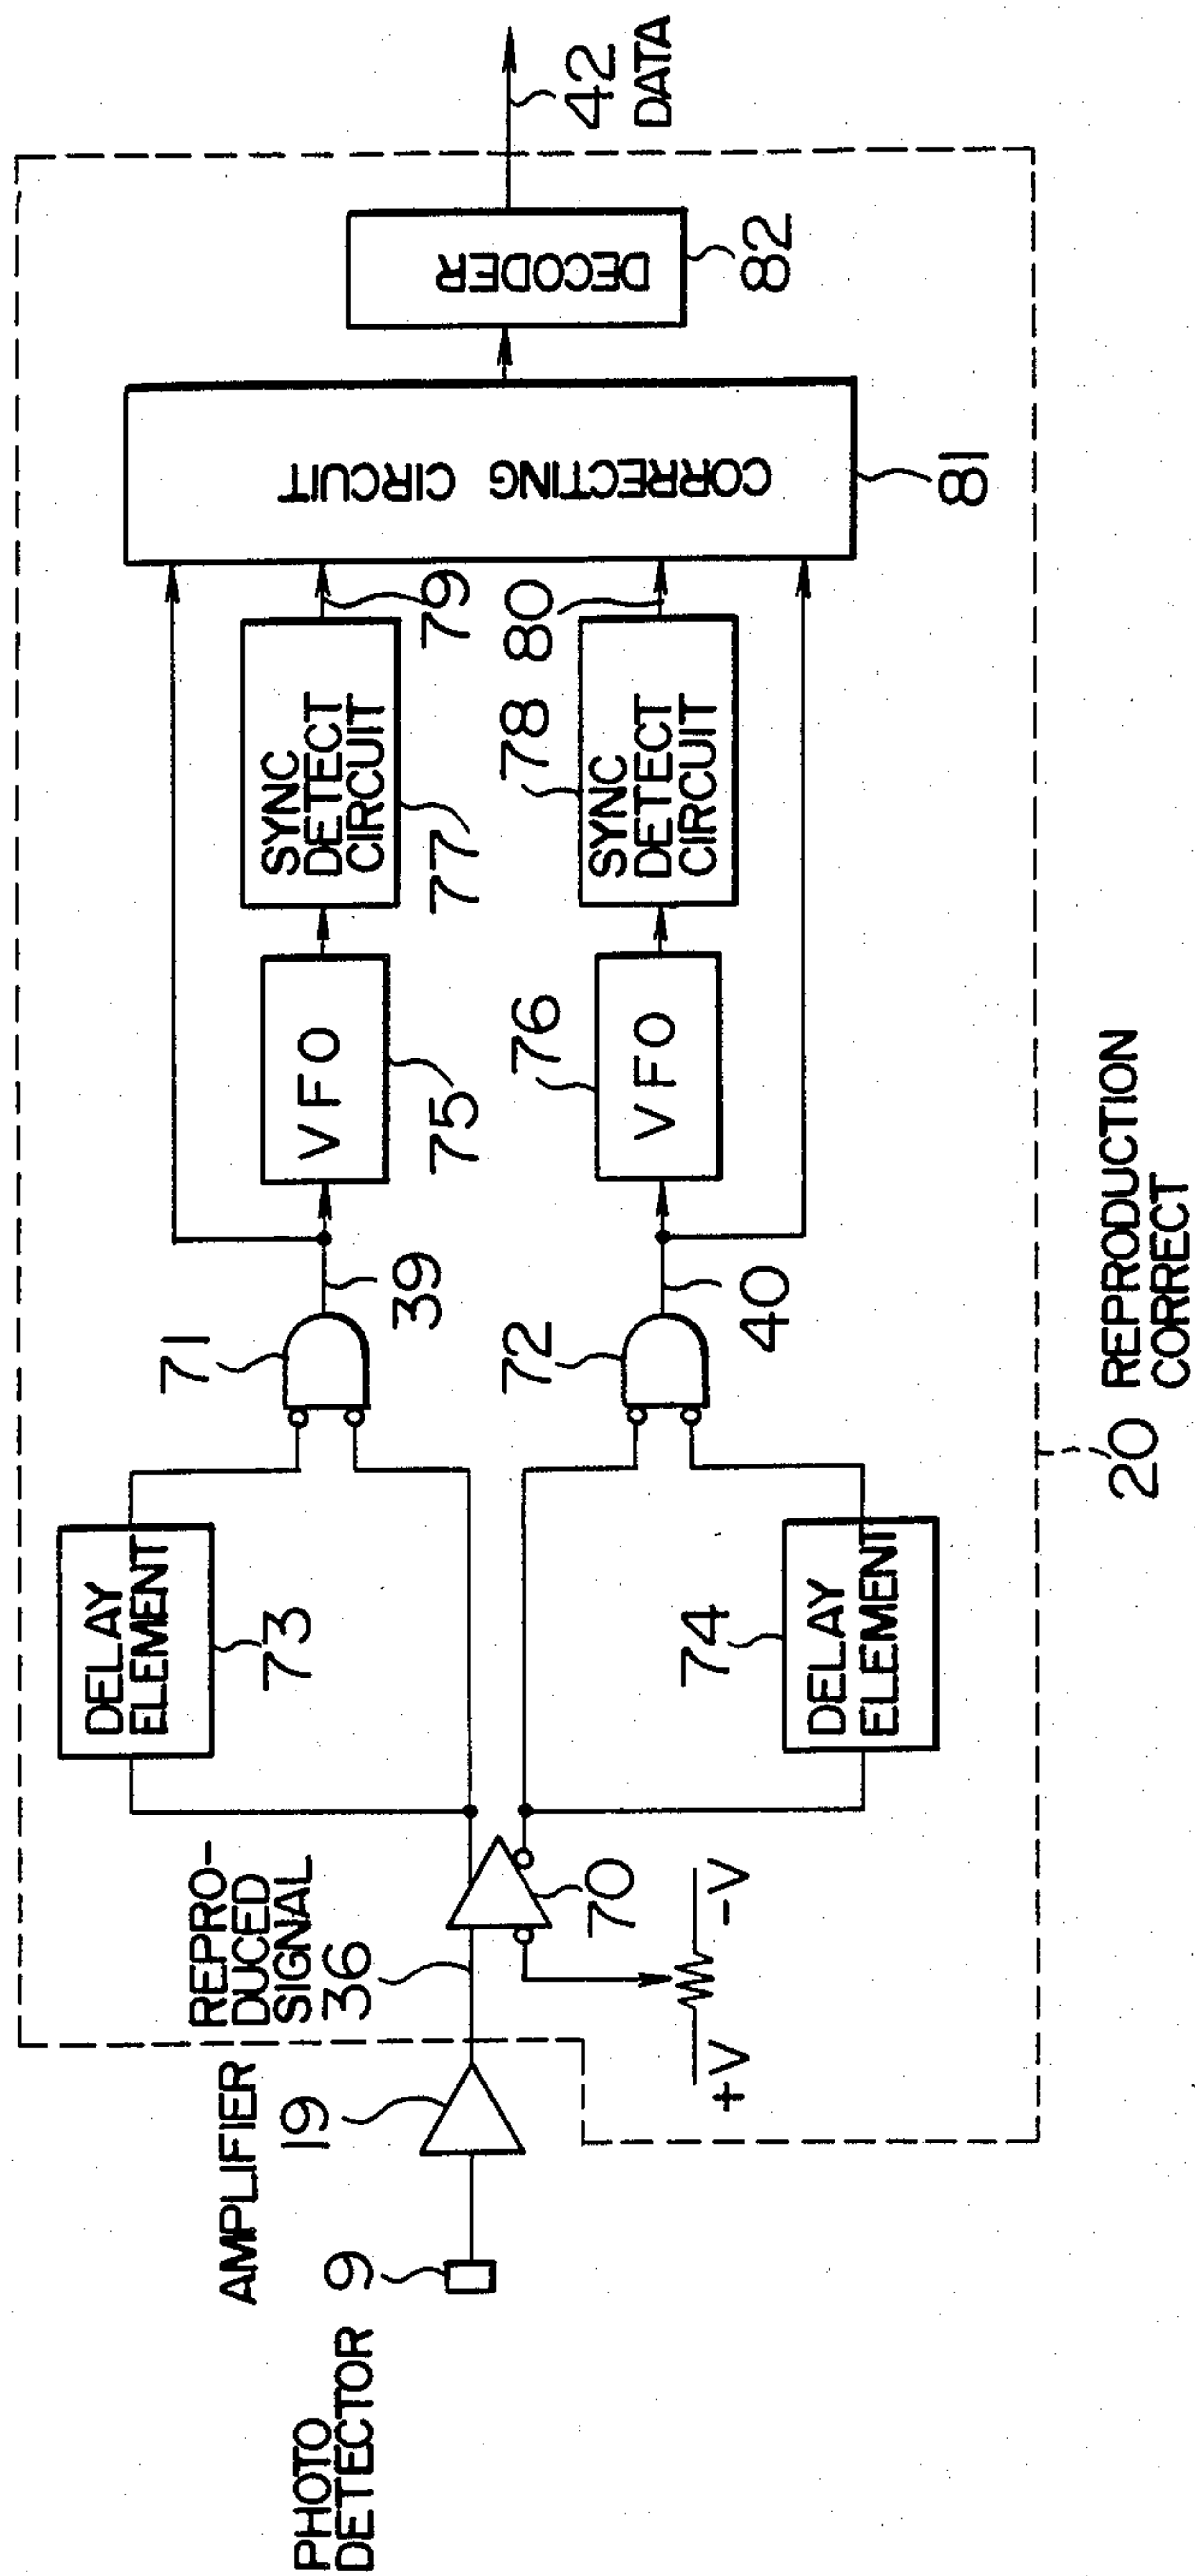 PHOTO
DETECTOR
9
AMPLIFIER
19
REPRO-
DUCED
SIGNAL
36
70
+V
-V
DELAY
ELEMENT
73
DELAY
ELEMENT
74
71
39
72
40
VFO
75
VFO
76
SYNC
DETECT
CIRCUIT
77
SYNC
DETECT
CIRCUIT
78
79
80
CORRECTING CIRCUIT
81
DECODER
82
42
DATA
20 REPRODUCTION
CORRECT